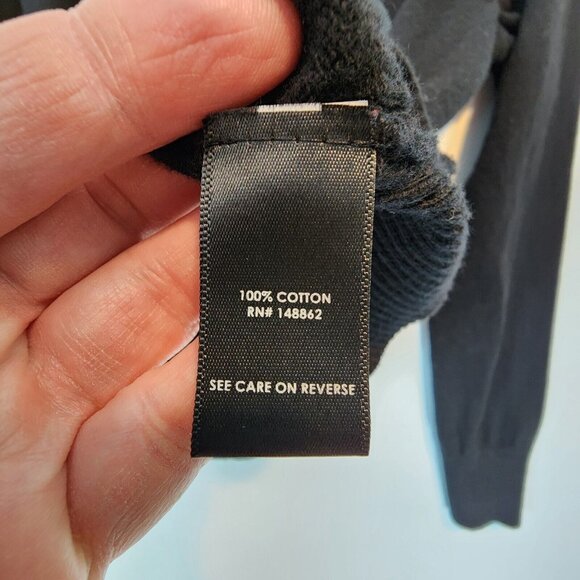 100% COTTON
RN# 148862
SEE CARE ON REVERSE